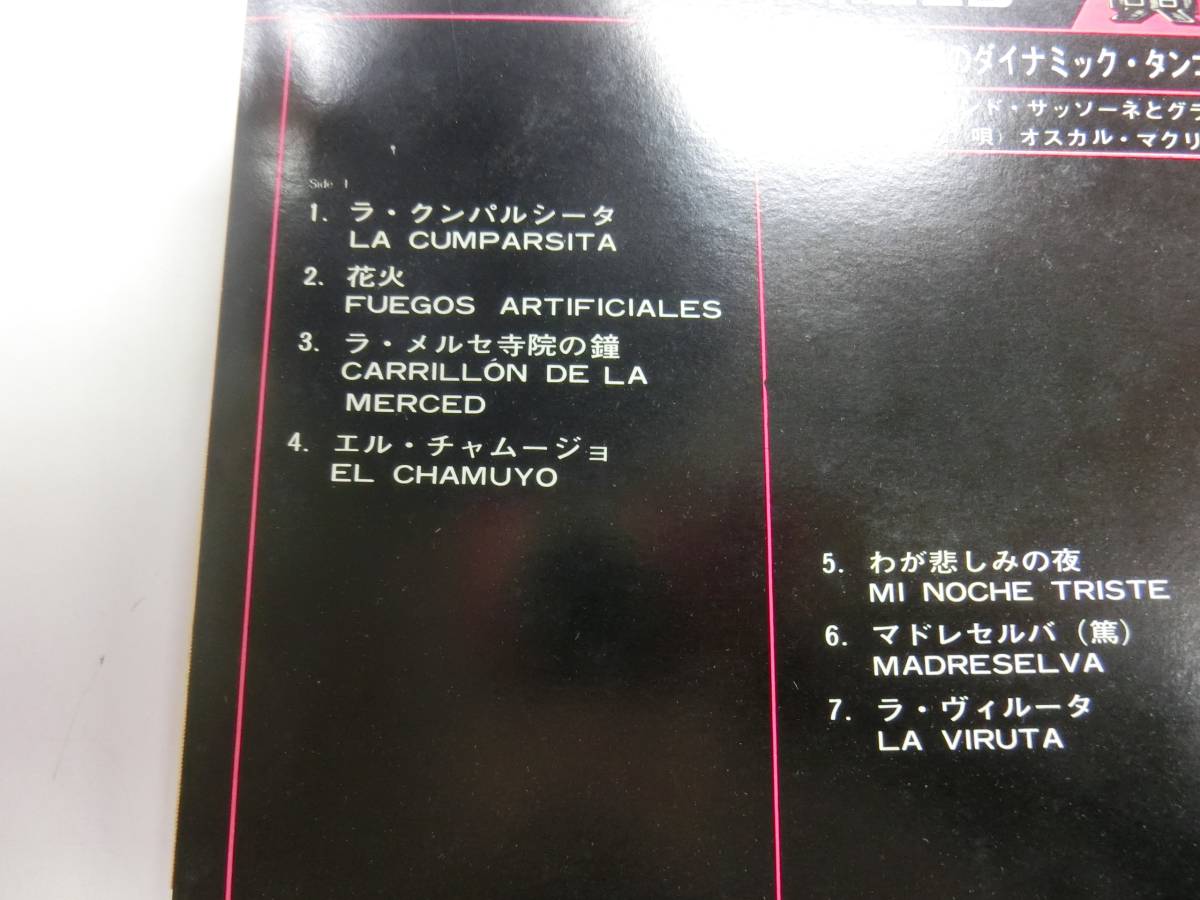 のダイナミック・タン
ンド・サッソーネとグラ
唄）オスカル・マクリ
Side 1
1. ラ・クンパルシータ
LA CUMPARSITA
2. 花火
FUEGOS ARTIFICIALES
3. ラ・メルセ寺院の鐘
CARRILLÓN DE LA
MERCED
4. エル・チャムージョ
EL CHAMUYO
5. わが悲しみの夜
MI NOCHE TRISTE
6. マドレセルバ（篤）
MADRESELVA
7. ラ・ヴィルータ
LA VIRUTA